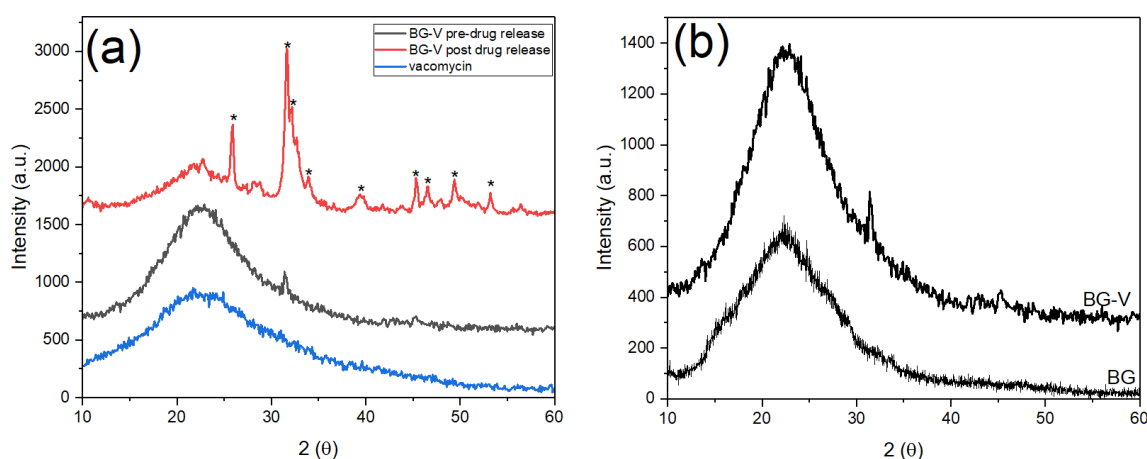 (a)
BG-V pre-drug release
BG-V post drug release
vacomycin
* * * * * * * * *
3000
2500
2000
1500
1000
500
0
Intensity (a.u.)
10 20 30 40 50 60
2 (θ)
(b)
1400
1200
1000
800
600
400
200
0
Intensity (a.u.)
BG-V
BG
10 20 30 40 50 60
2 (θ)